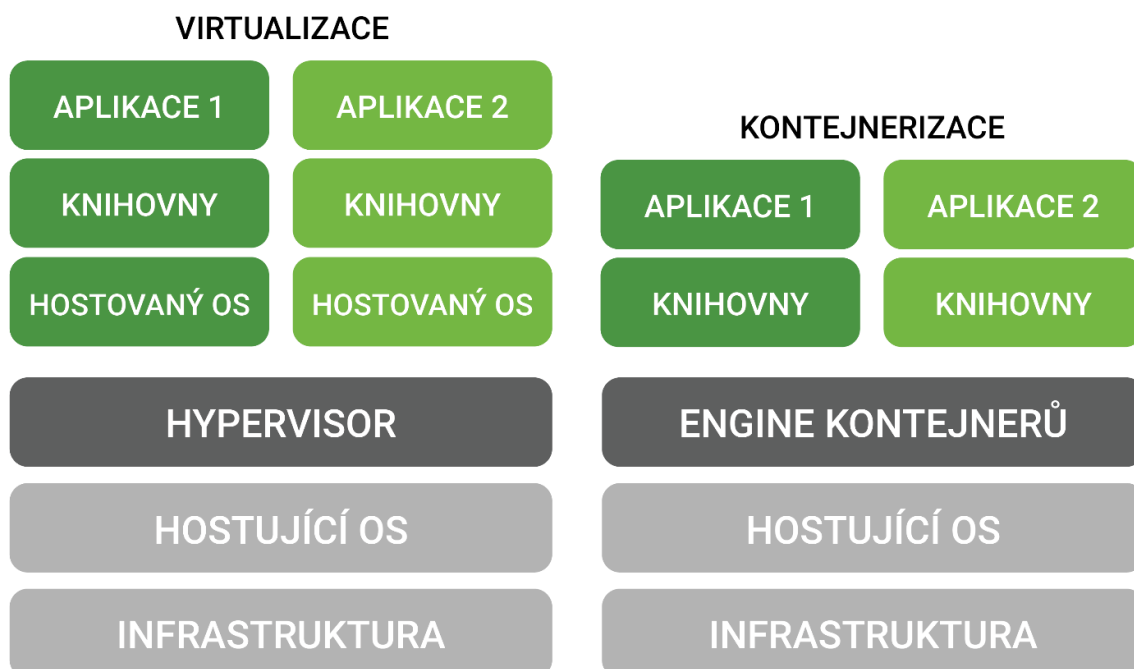 VIRTUALIZACE
APLIKACE 1
APLIKACE 2
KNIHOVNY
KNIHOVNY
HOSTOVANÝ OS
HOSTOVANÝ OS
HYPERVISOR
HOSTUJÍCÍ OS
INFRASTRUKTURA
KONTEJNERIZACE
APLIKACE 1
APLIKACE 2
KNIHOVNY
KNIHOVNY
ENGINE KONTEJNERŮ
HOSTUJÍCÍ OS
INFRASTRUKTURA